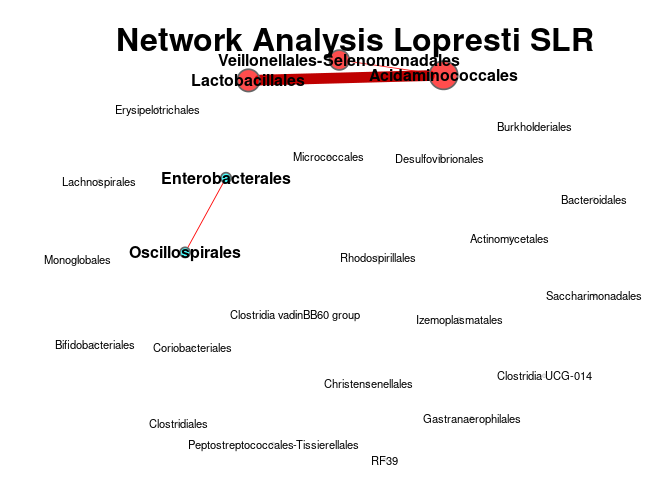 Network Analysis Lopresti SLR
Veillonellales-Selenomonadales
Lactobacillales
Acidaminococcales
Erysipelotrichales
Burkholderiales
Micrococcales
Desulfovibrionales
Enterobacterales
Lachnospirales
Bacteroidales
Actinomycetales
Oscillospirales
Monoglobales
Rhodospirillales
Saccharimonadales
Clostridia vadinBB60 group
Izemoplasmatales
Bifidobacteriales
Coriobacteriales
Clostridia UCG-014
Christensenellales
Gastranaerophilales
Clostridiales
Peptostreptococcales-Tissierellales
RF39